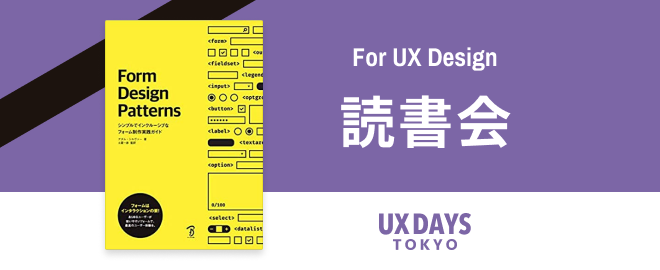 Form
Design
Patterns
シンプルでインクルーシブな
フォーム制作実践ガイド
フォームは
インタラクションの要!
<form>
<fieldset>
<legend
<input>
<optgro
<button>
<label>
<textare
<option>
0/100
<select>
<datalist
For UX Design
読書会
UX DAYS
TOKYO